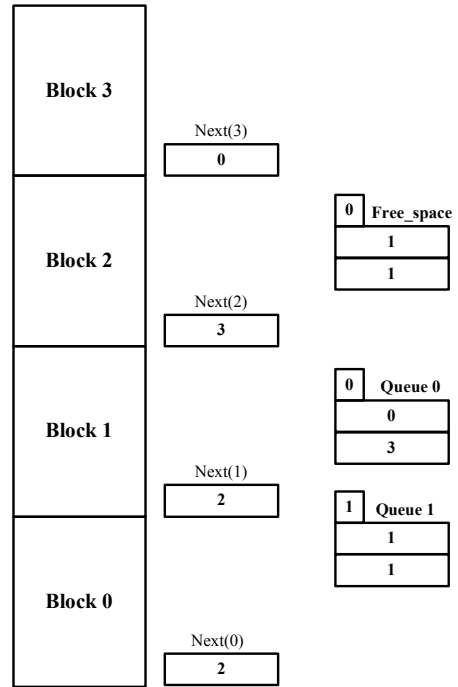 Block 3
Next(3)
0
Block 2
Next(2)
3
Block 1
Next(1)
2
Block 0
Next(0)
2
0 Free_space
1
1
0 Queue 0
0
3
1 Queue 1
1
1